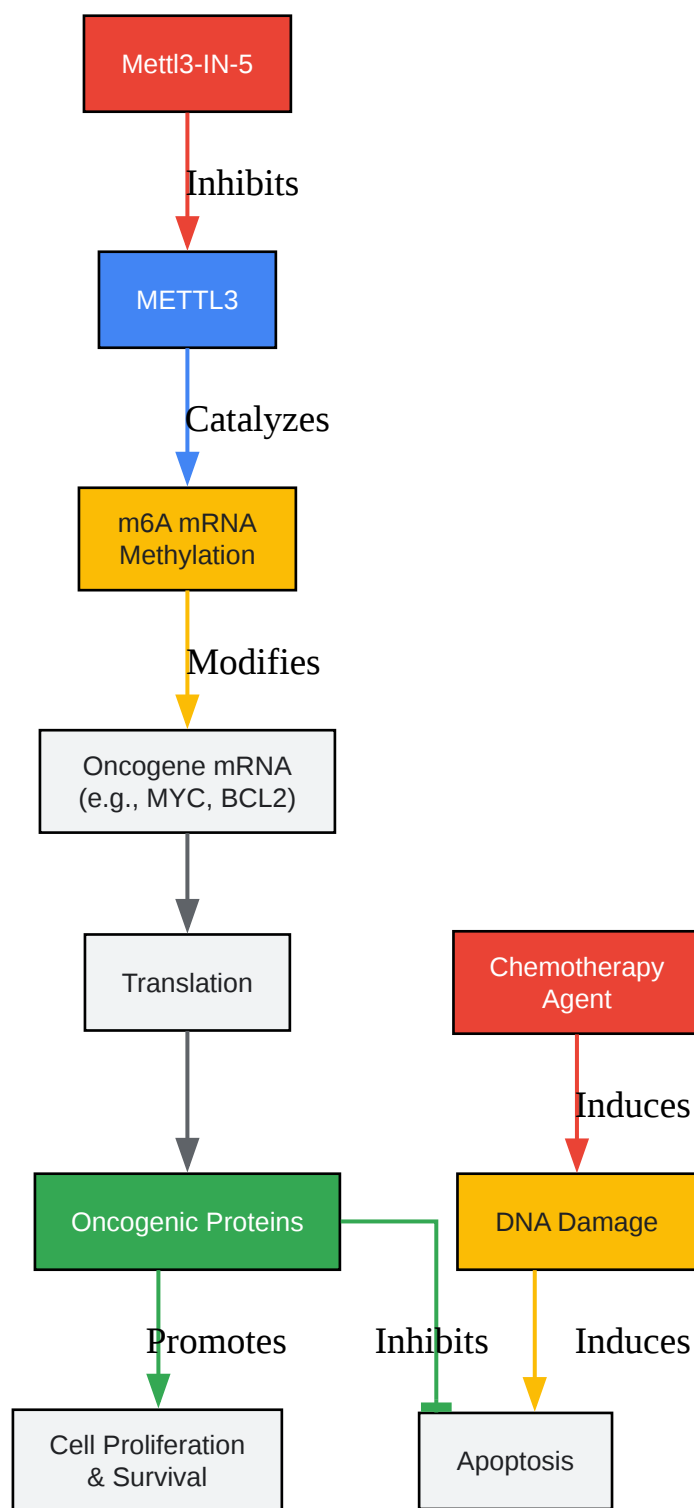 Mettl3-IN-5
Inhibits
METTL3
Catalyzes
m6A mRNA
Methylation
Modifies
Oncogene mRNA
(e.g., MYC, BCL2)
Translation
Chemotherapy
Agent
Induces
Oncogenic Proteins
DNA Damage
Promotes
Inhibits
Induces
Cell Proliferation
& Survival
Apoptosis